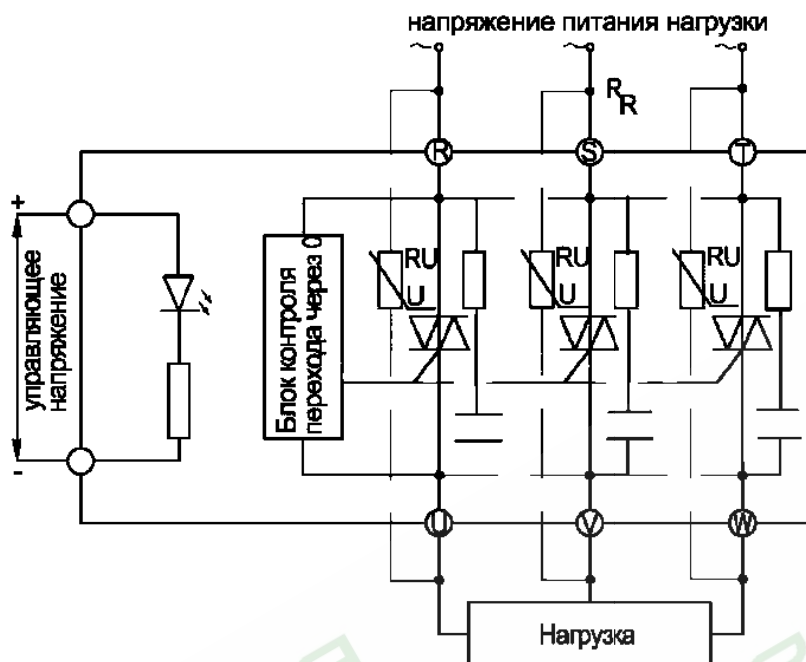 напряжение питания нагрузки
~ ~ ~
R R
R S T
+
управляющее
напряжение
-
Блок контроля
перехода через 0
RU
U
RU
U
RU
U
U V W
Нагрузка